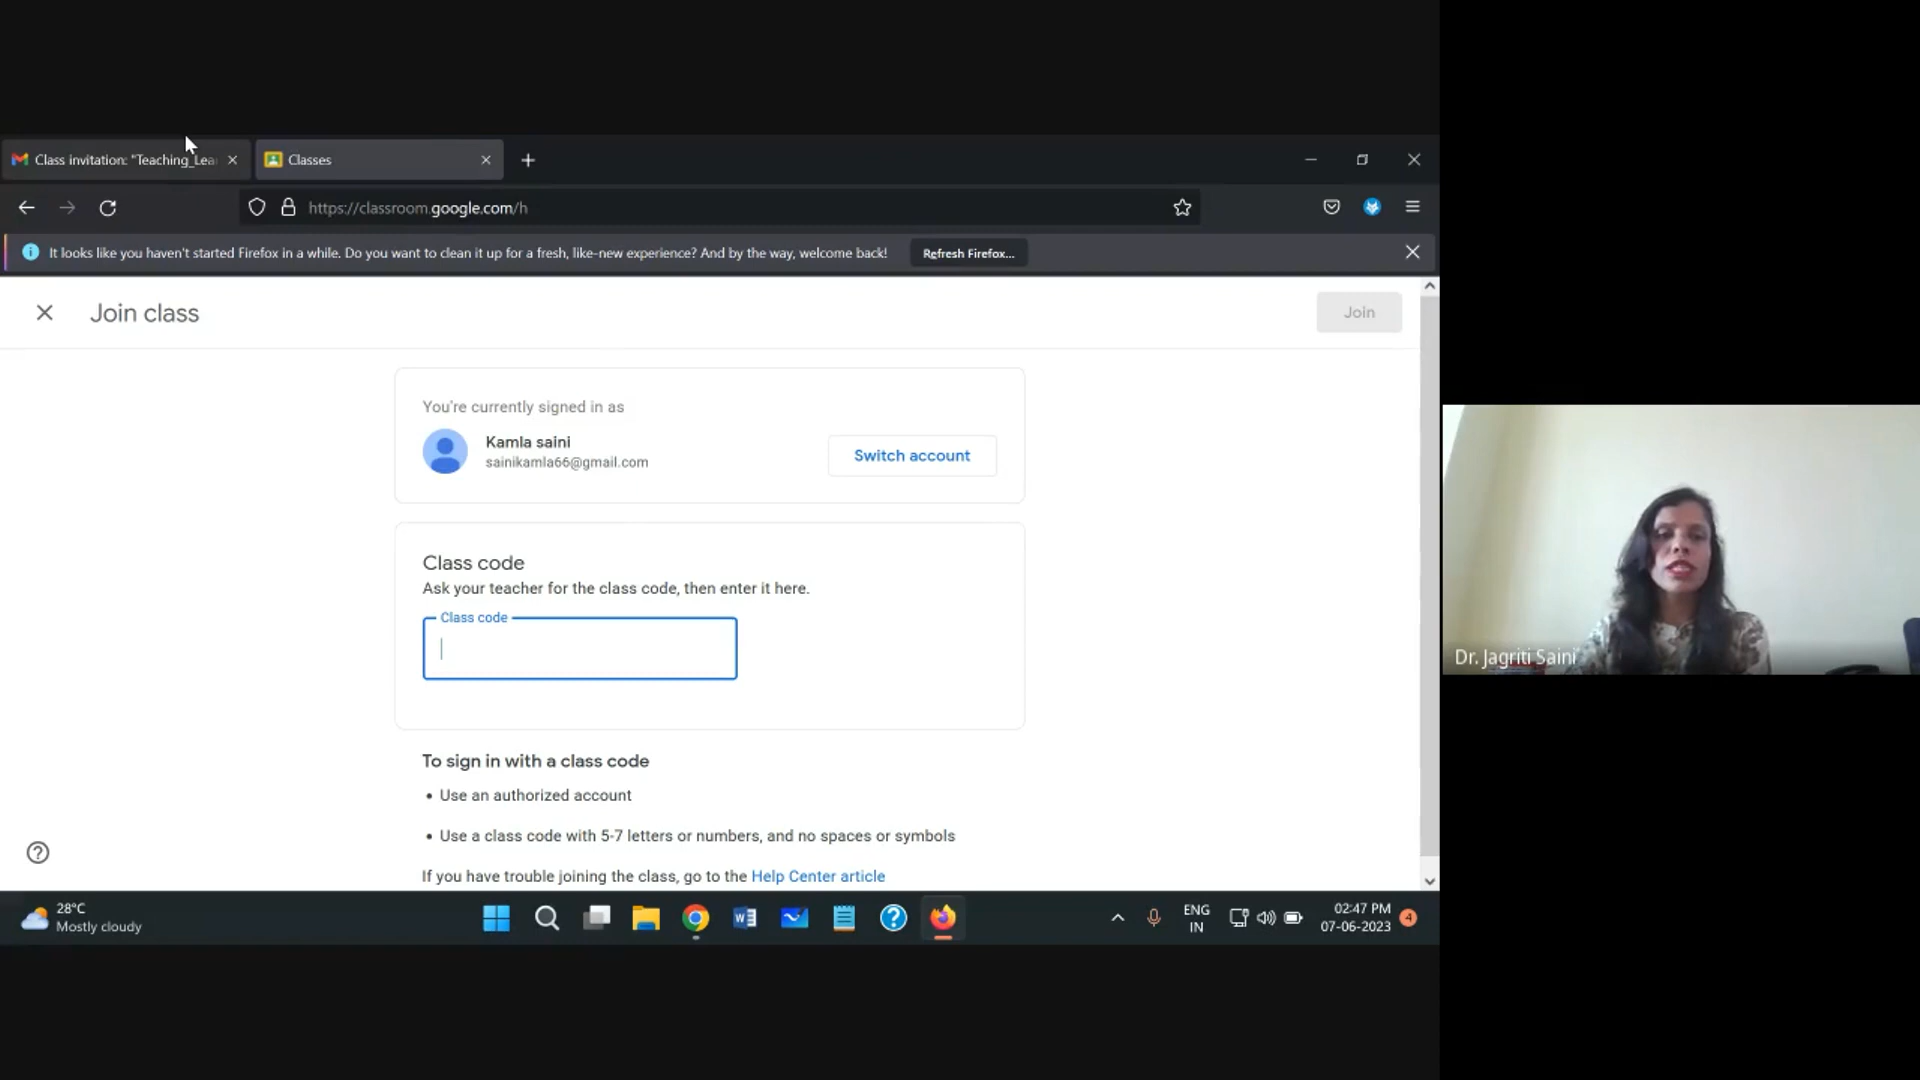 Class invitation: "Teaching_Lea
Classes
https://classroom.google.com/h
It looks like you haven't started Firefox in a while. Do you want to clean it up for a fresh, like-new experience? And by the way, welcome back!
Refresh Firefox...
Join class
Join
You're currently signed in as
Kamla saini
sainikamla66@gmail.com
Switch account
Class code
Ask your teacher for the class code, then enter it here.
Class code
To sign in with a class code
• Use an authorized account
• Use a class code with 5-7 letters or numbers, and no spaces or symbols
If you have trouble joining the class, go to the Help Center article
Dr. Jagriti Saini
28°C
Mostly cloudy
ENG
IN
02:47 PM
07-06-2023
4